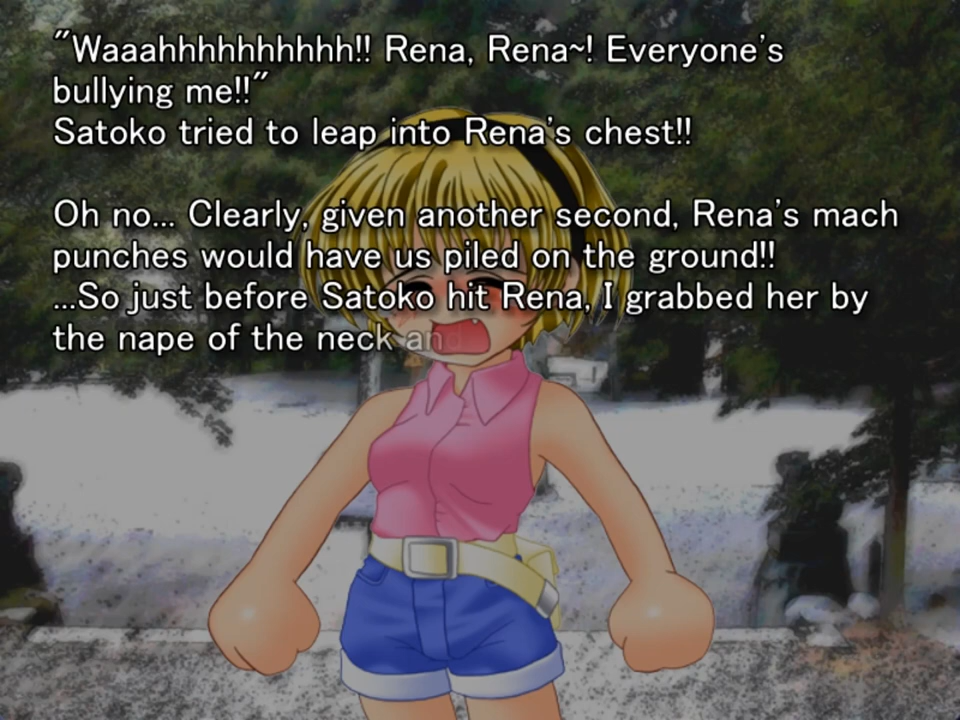 "Waaahhhhhhhhhhh!! Rena, Rena~! Everyone's
bullying me!!"
Satoko tried to leap into Rena's chest!!
Oh no... Clearly, given another second, Rena's mach
punches would have us piled on the ground!!
...So just before Satoko hit Rena, I grabbed her by
the nape of the neck and